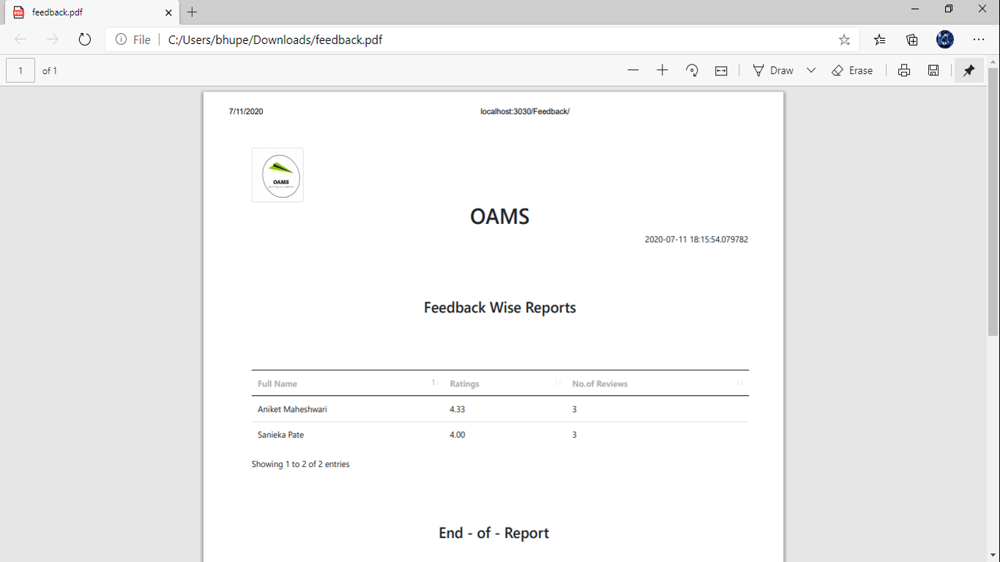 feedback.pdf
File C:/Users/bhupe/Downloads/feedback.pdf
1 of 1 Draw Erase
7/11/2020 localhost:3030/Feedback/
OAMS
OAMS
2020-07-11 18:15:54.079782
Feedback Wise Reports
Full Name Ratings No.of Reviews
Aniket Maheshwari 4.33 3
Sanieka Pate 4.00 3
Showing 1 to 2 of 2 entries
End - of - Report